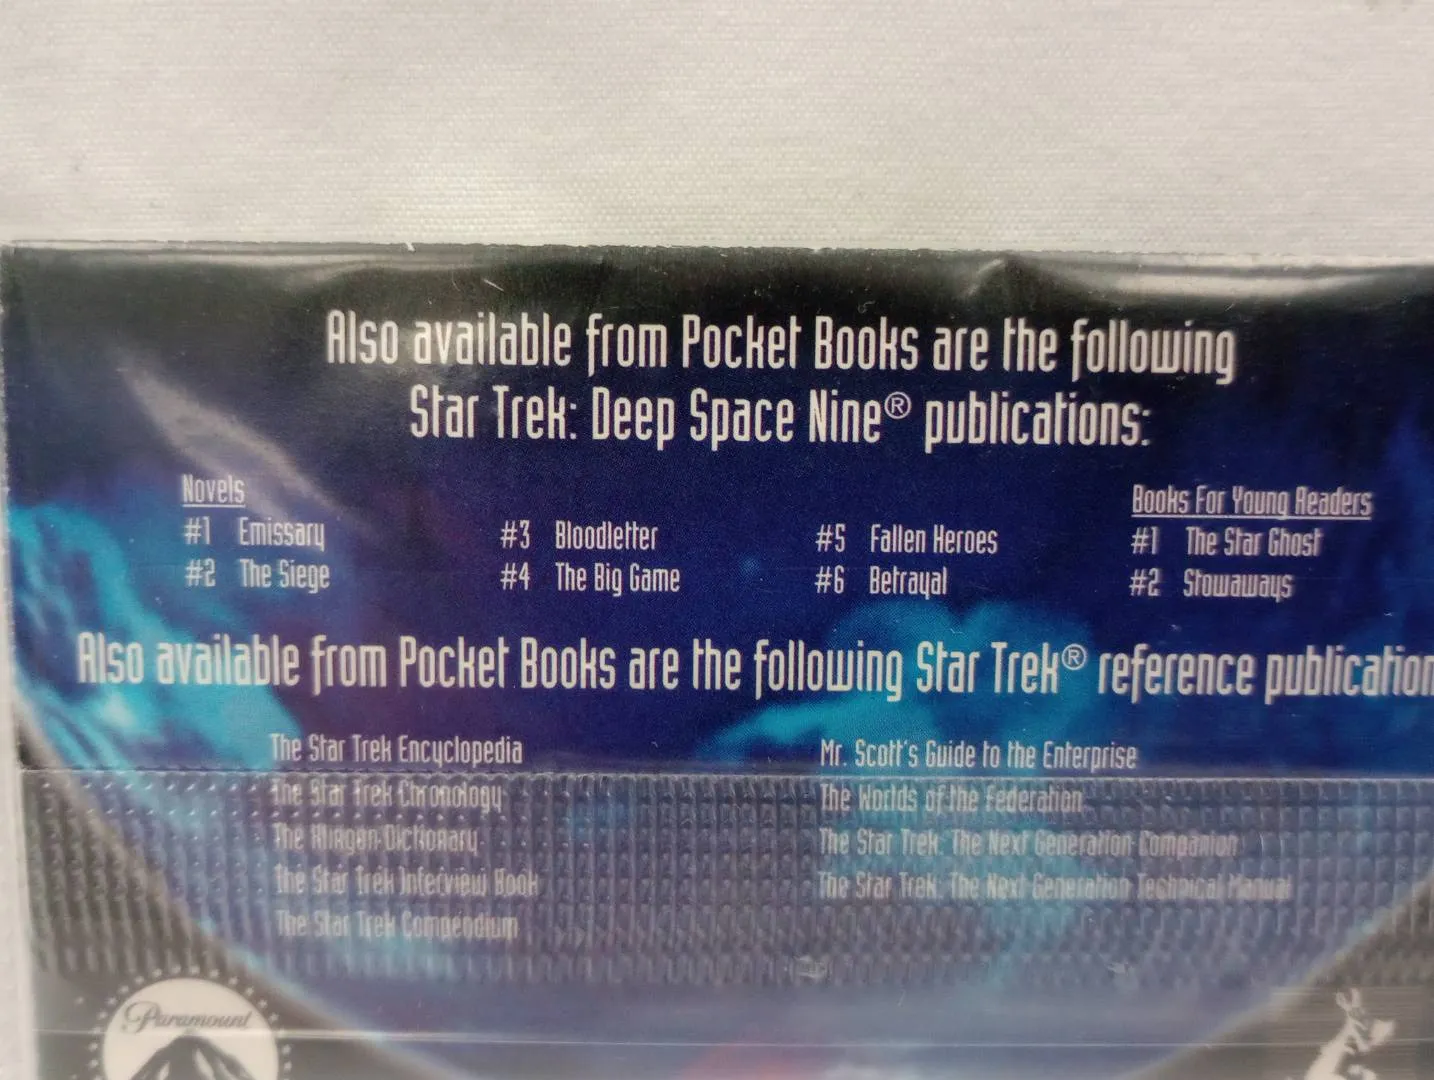 Also available from Pocket Books are the following
Star Trek: Deep Space Nine® publications:
Novels
#1 Emissary
#2 The Siege
#3 Bloodletter
#4 The Big Game
#5 Fallen Heroes
#6 Betrayal
Books For Young Readers
#1 The Star Ghost
#2 Stowaways
Also available from Pocket Books are the following Star Trek® reference publication
The Star Trek Encyclopedia
The Star Trek Chronology
The Klingon Dictionary
The Star Trek Interview Book
The Star Trek Compendium
Mr. Scott's Guide to the Enterprise
The Worlds of the Federation
The Star Trek: The Next Generation Companion
The Star Trek: The Next Generation Technical Manual
Paramount